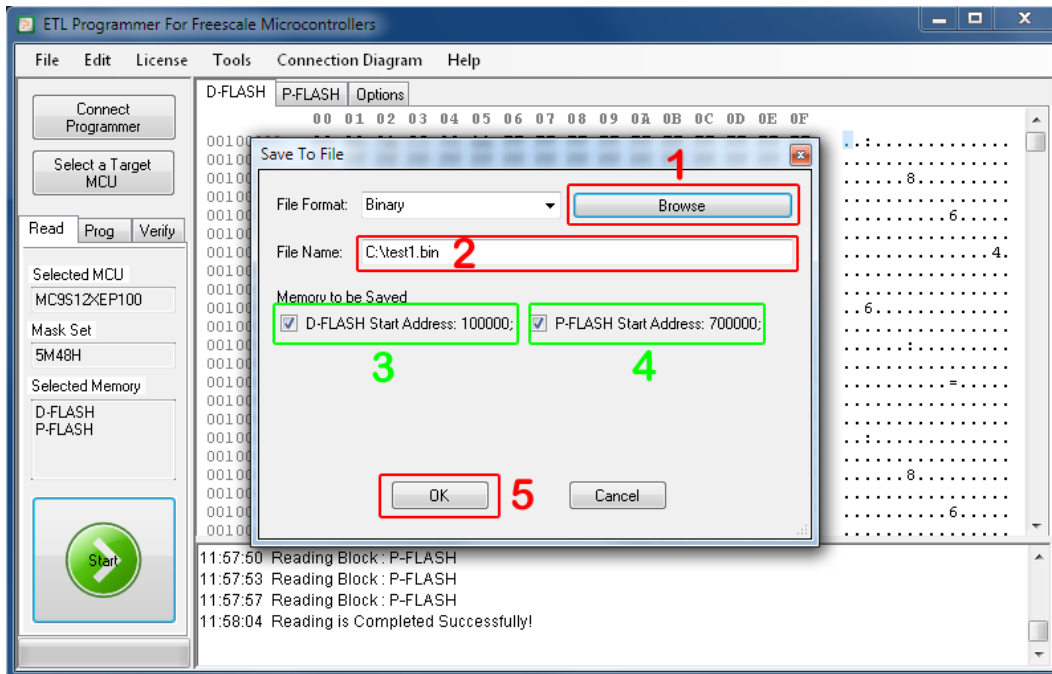 ETL Programmer For Freescale Microcontrollers
File Edit License Tools Connection Diagram Help
Connect
Programmer
Select a Target
MCU
Read Prog Verify
Selected MCU
MC9S12XEP100
Mask Set
5M48H
Selected Memory
D-FLASH
P-FLASH
Start
D-FLASH P-FLASH Options
00 01 02 03 04 05 06 07 08 09 0A 0B 0C 0D 0E 0F
Save To File
1
File Format: Binary Browse
File Name: C:\test1.bin 2
Memory to be Saved
D-FLASH Start Address: 100000; P-FLASH Start Address: 700000;
3 4
OK 5 Cancel
11:57:50 Reading Block : P-FLASH
11:57:53 Reading Block : P-FLASH
11:57:57 Reading Block : P-FLASH
11:58:04 Reading is Completed Successfully!